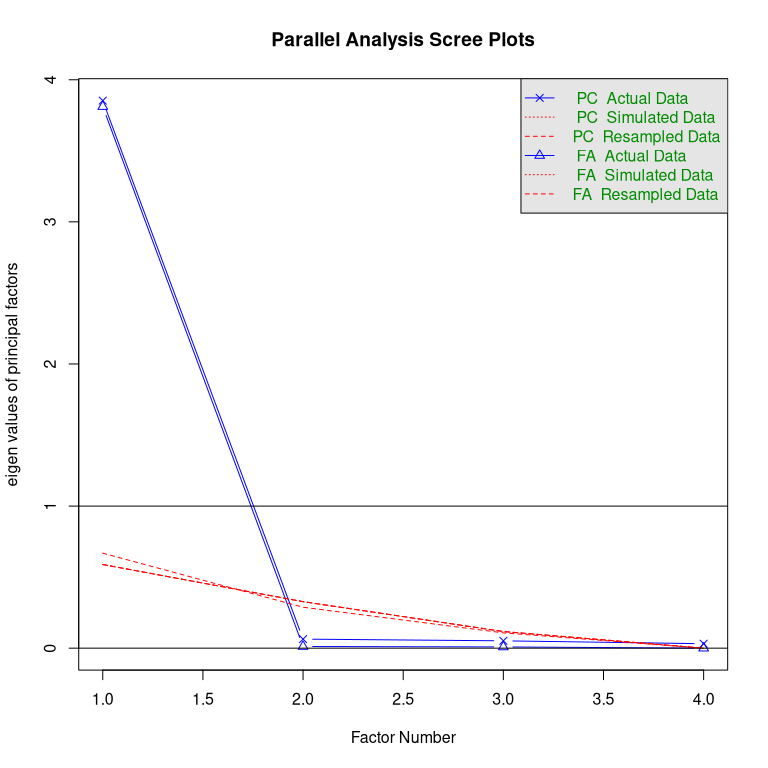 Parallel Analysis Scree Plots
PC Actual Data
PC Simulated Data
PC Resampled Data
FA Actual Data
FA Simulated Data
FA Resampled Data
eigen values of principal factors
4
3
2
1
0
1.0 1.5 2.0 2.5 3.0 3.5 4.0
Factor Number